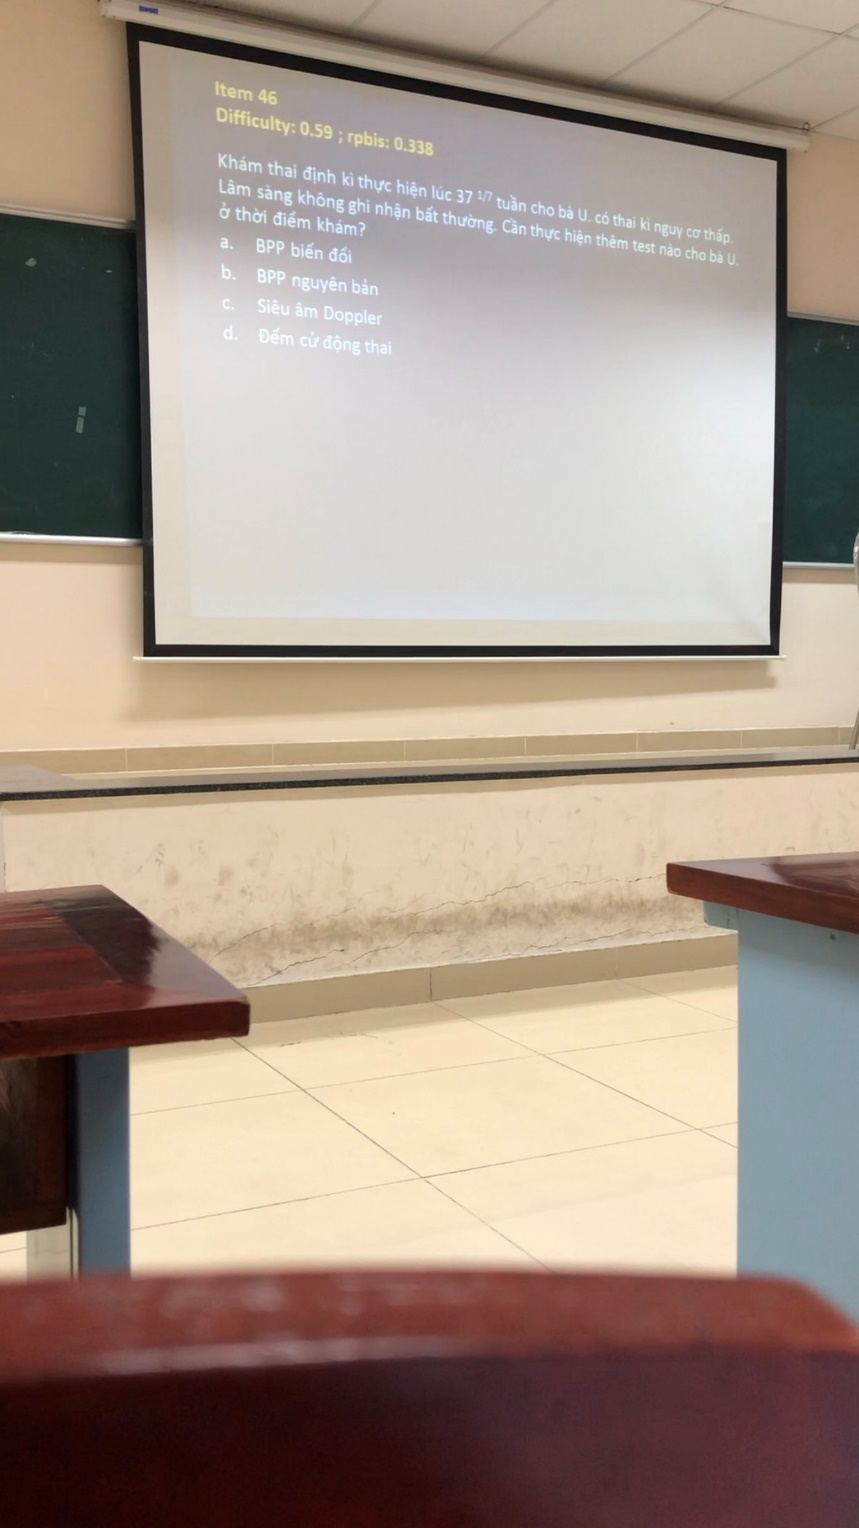 Item 46
Difficulty: 0.59 ; rpbis: 0.338
Khám thai định kì thực hiện lúc 37 1/7 tuần cho bà U. có thai kì nguy cơ thấp.
Lâm sàng không ghi nhận bất thường. Cần thực hiện thêm test nào cho bà U.
ở thời điểm khám?
a. BPP biến đổi
b. BPP nguyên bản
c. Siêu âm Doppler
d. Đếm cử động thai